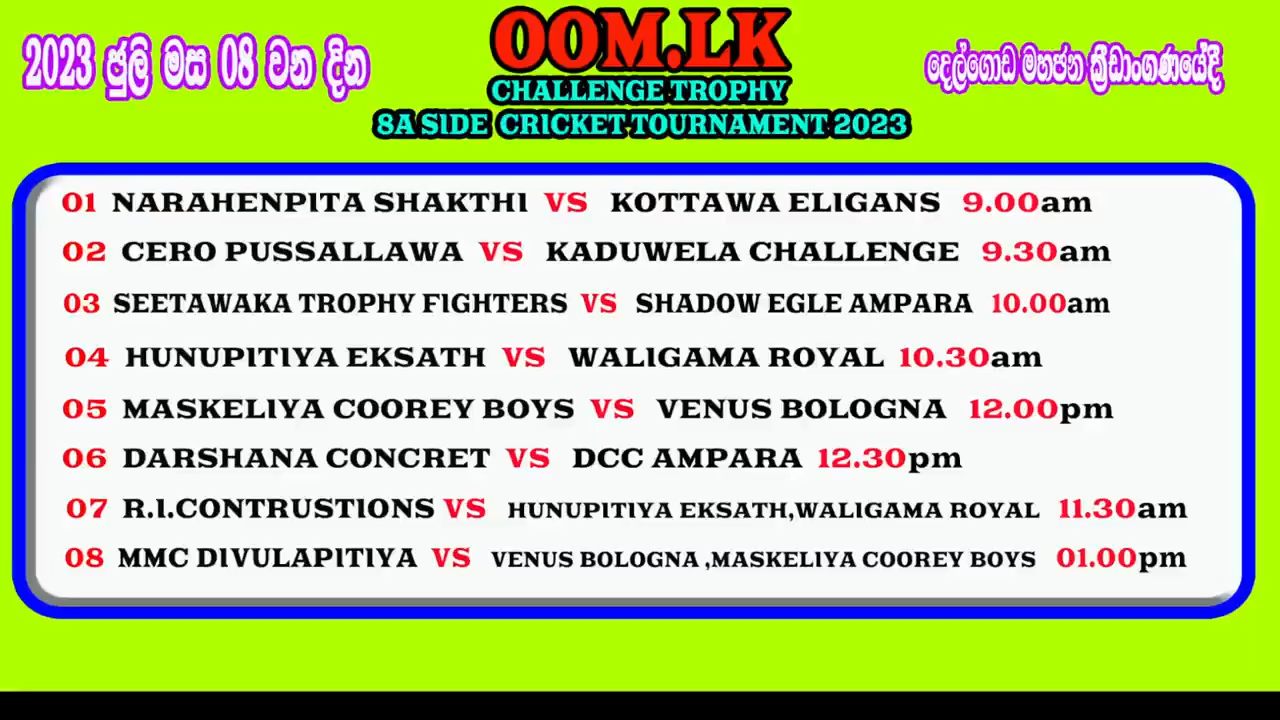 2023 ජුලි මස 08 වන දින
OOM.LK
දෙල්ගොඩ මහජන ක්‍රීඩාංගණයේදී
CHALLENGE TROPHY
8A SIDE CRICKET TOURNAMENT 2023
01 NARAHENPITA SHAKTHI VS KOTTAWA ELIGANS 9.00am
02 CERO PUSSALLAWA VS KADUWELA CHALLENGE 9.30am
03 SEETAWAKA TROPHY FIGHTERS VS SHADOW EGLE AMPARA 10.00am
04 HUNUPITIYA EKSATH VS WALIGAMA ROYAL 10.30am
05 MASKELIYA COOREY BOYS VS VENUS BOLOGNA 12.00pm
06 DARSHANA CONCRET VS DCC AMPARA 12.30pm
07 R.I.CONTRUSTIONS VS HUNUPITIYA EKSATH,WALIGAMA ROYAL 11.30am
08 MMC DIVULAPITIYA VS VENUS BOLOGNA ,MASKELIYA COOREY BOYS 01.00pm